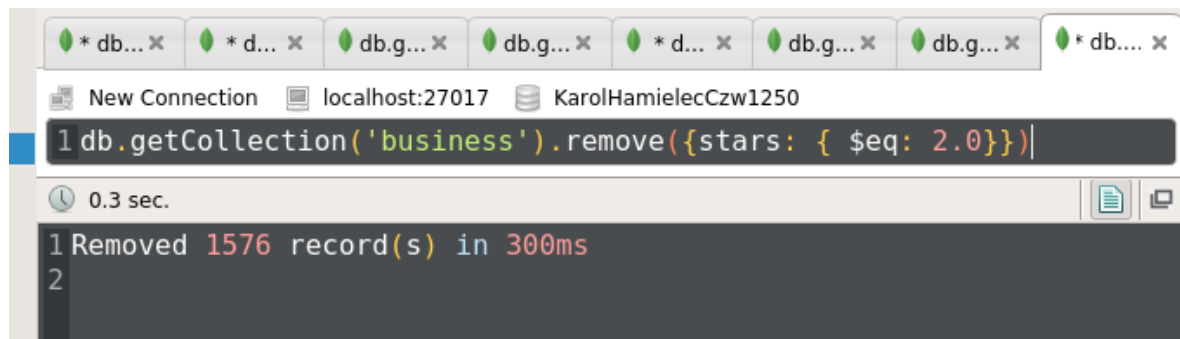 * db... × * d... × db.g... × db.g... × * d... × db.g... × db.g... × * db.... ×
New Connection localhost:27017 KarolHamielecCzw1250
1 db.getCollection('business').remove({stars: { $eq: 2.0}})
0.3 sec.
1 Removed 1576 record(s) in 300ms
2